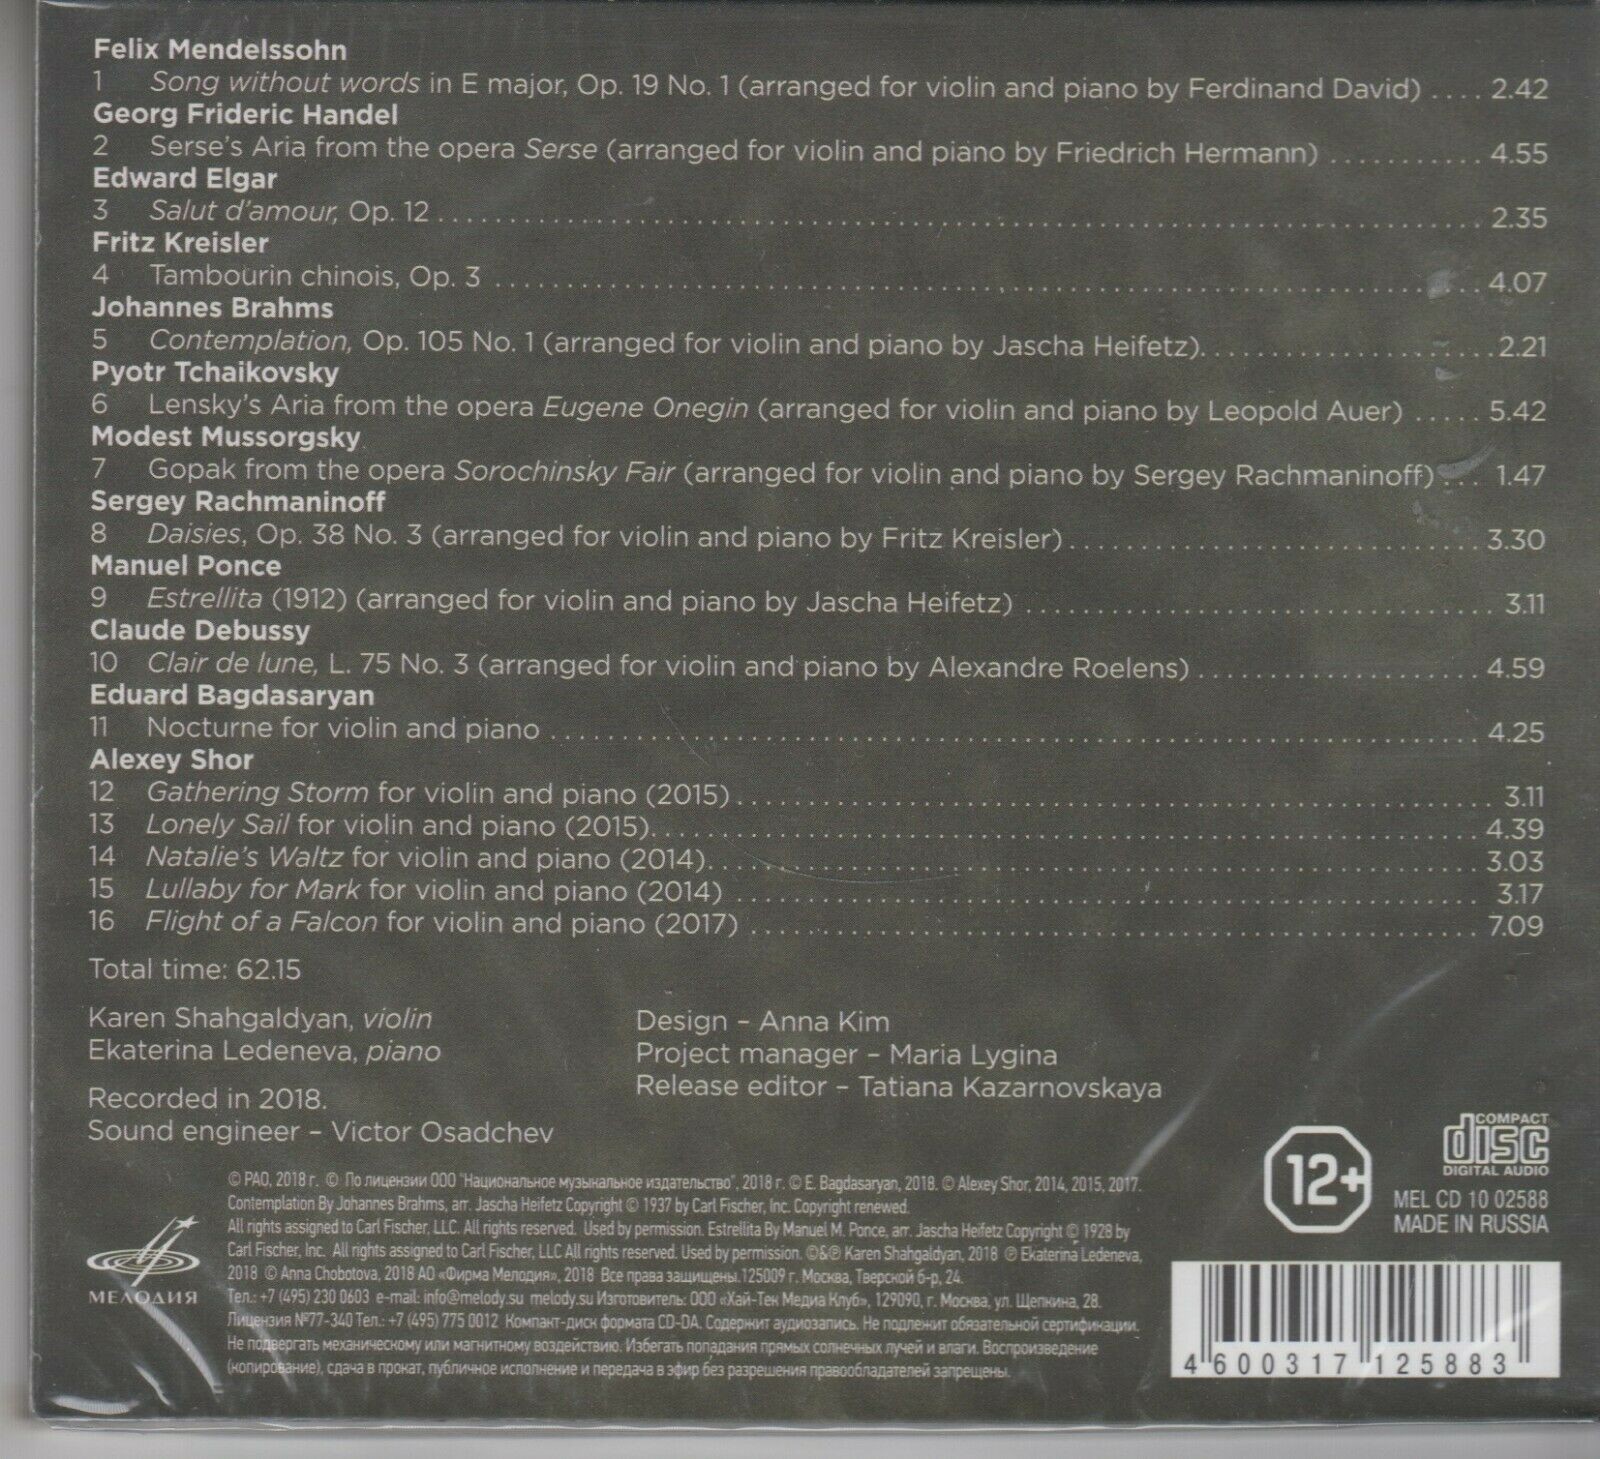 Felix Mendelssohn
1 Song without words in E major, Op. 19 No. 1 (arranged for violin and piano by Ferdinand David) .... 2.42
Georg Frideric Handel
2 Serse's Aria from the opera Serse (arranged for violin and piano by Friedrich Hermann) ........... 4.55
Edward Elgar
3 Salut d'amour, Op. 12 ........... 2.35
Fritz Kreisler
4 Tambourin chinois, Op. 3 ........... 4.07
Johannes Brahms
5 Contemplation, Op. 105 No. 1 (arranged for violin and piano by Jascha Heifetz). ........... 2.21
Pyotr Tchaikovsky
6 Lensky's Aria from the opera Eugene Onegin (arranged for violin and piano by Leopold Auer) ..... 5.42
Modest Mussorgsky
7 Gopak from the opera Sorochinsky Fair (arranged for violin and piano by Sergey Rachmaninoff) ... 1.47
Sergey Rachmaninoff
8 Daisies, Op. 38 No. 3 (arranged for violin and piano by Fritz Kreisler) ........... 3.30
Manuel Ponce
9 Estrellita (1912) (arranged for violin and piano by Jascha Heifetz) ........... 3.11
Claude Debussy
10 Clair de lune, L. 75 No. 3 (arranged for violin and piano by Alexandre Roelens) ........... 4.59
Eduard Bagdasaryan
11 Nocturne for violin and piano ........... 4.25
Alexey Shor
12 Gathering Storm for violin and piano (2015) ........... 3.11
13 Lonely Sail for violin and piano (2015) ........... 4.39
14 Natalie's Waltz for violin and piano (2014) ........... 3.03
15 Lullaby for Mark for violin and piano (2014) ........... 3.17
16 Flight of a Falcon for violin and piano (2017) ........... 7.09
Total time: 62.15
Karen Shahgaldyan, violin
Ekaterina Ledeneva, piano
Recorded in 2018.
Sound engineer – Victor Osadchev
Design – Anna Kim
Project manager – Maria Lygina
Release editor – Tatiana Kazarnovskaya
© РАО, 2018 г. © По лицензии ООО "Национальное музыкальное издательство", 2018 г. © E. Bagdasaryan, 2018. © Alexey Shor, 2014, 2015, 2017.
Contemplation By Johannes Brahms, arr. Jascha Heifetz Copyright © 1937 by Carl Fischer, Inc. Copyright renewed.
All rights assigned to Carl Fischer, LLC. All rights reserved. Used by permission. Estrellita By Manuel M. Ponce, arr. Jascha Heifetz Copyright © 1928 by
Carl Fischer, Inc. All rights assigned to Carl Fischer, LLC All rights reserved. Used by permission. ©&℗ Karen Shahgaldyan, 2018 ℗ Ekaterina Ledeneva,
2018 © Anna Chobotova, 2018 АО «Фирма Мелодия», 2018 Все права защищены. 125009 г. Москва, Тверской б-р, 24.
Тел.: +7 (495) 230 0603 e-mail: info@melody.su melody.su Изготовитель: ООО «Хай-Тек Медиа Клуб», 129090, г. Москва, ул. Щепкина, 28.
Лицензия №77-340 Тел.: +7 (495) 775 0012 Компакт-диск формата CD-DA. Содержит аудиозапись. Не подлежит обязательной сертификации.
Не подвергать механическому или магнитному воздействию. Избегать попадания прямых солнечных лучей и влаги. Воспроизведение
(копирование), сдача в прокат, публичное исполнение и передача в эфир без разрешения правообладателей запрещены.
МЕЛОДИЯ
12+
COMPACT
disc
DIGITAL AUDIO
MEL CD 10 02588
MADE IN RUSSIA
4 600317 125883